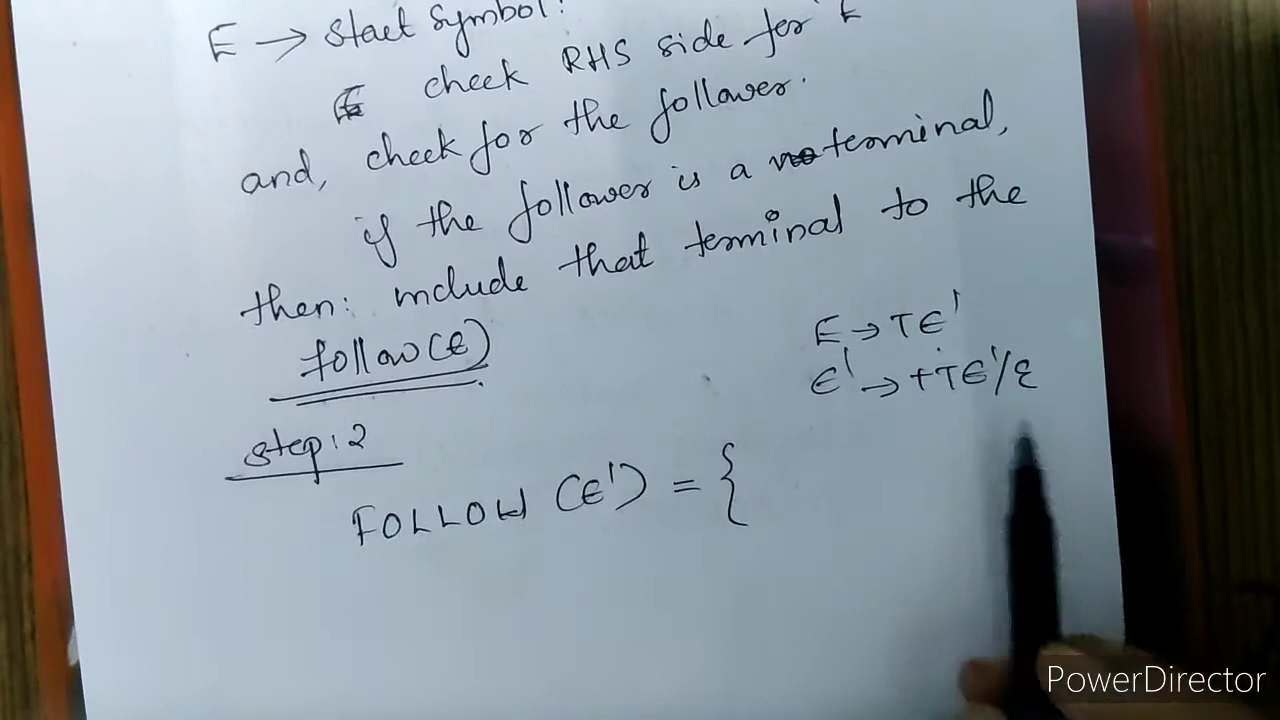 E → Start Symbol.
check RHS side for E
and, check for the follower.
if the follower is a terminal,
then: include that terminal to the
follow(E)
E → TE'
E' → +TE'/ε
Step: 2
FOLLOW (E') = {
PowerDirector